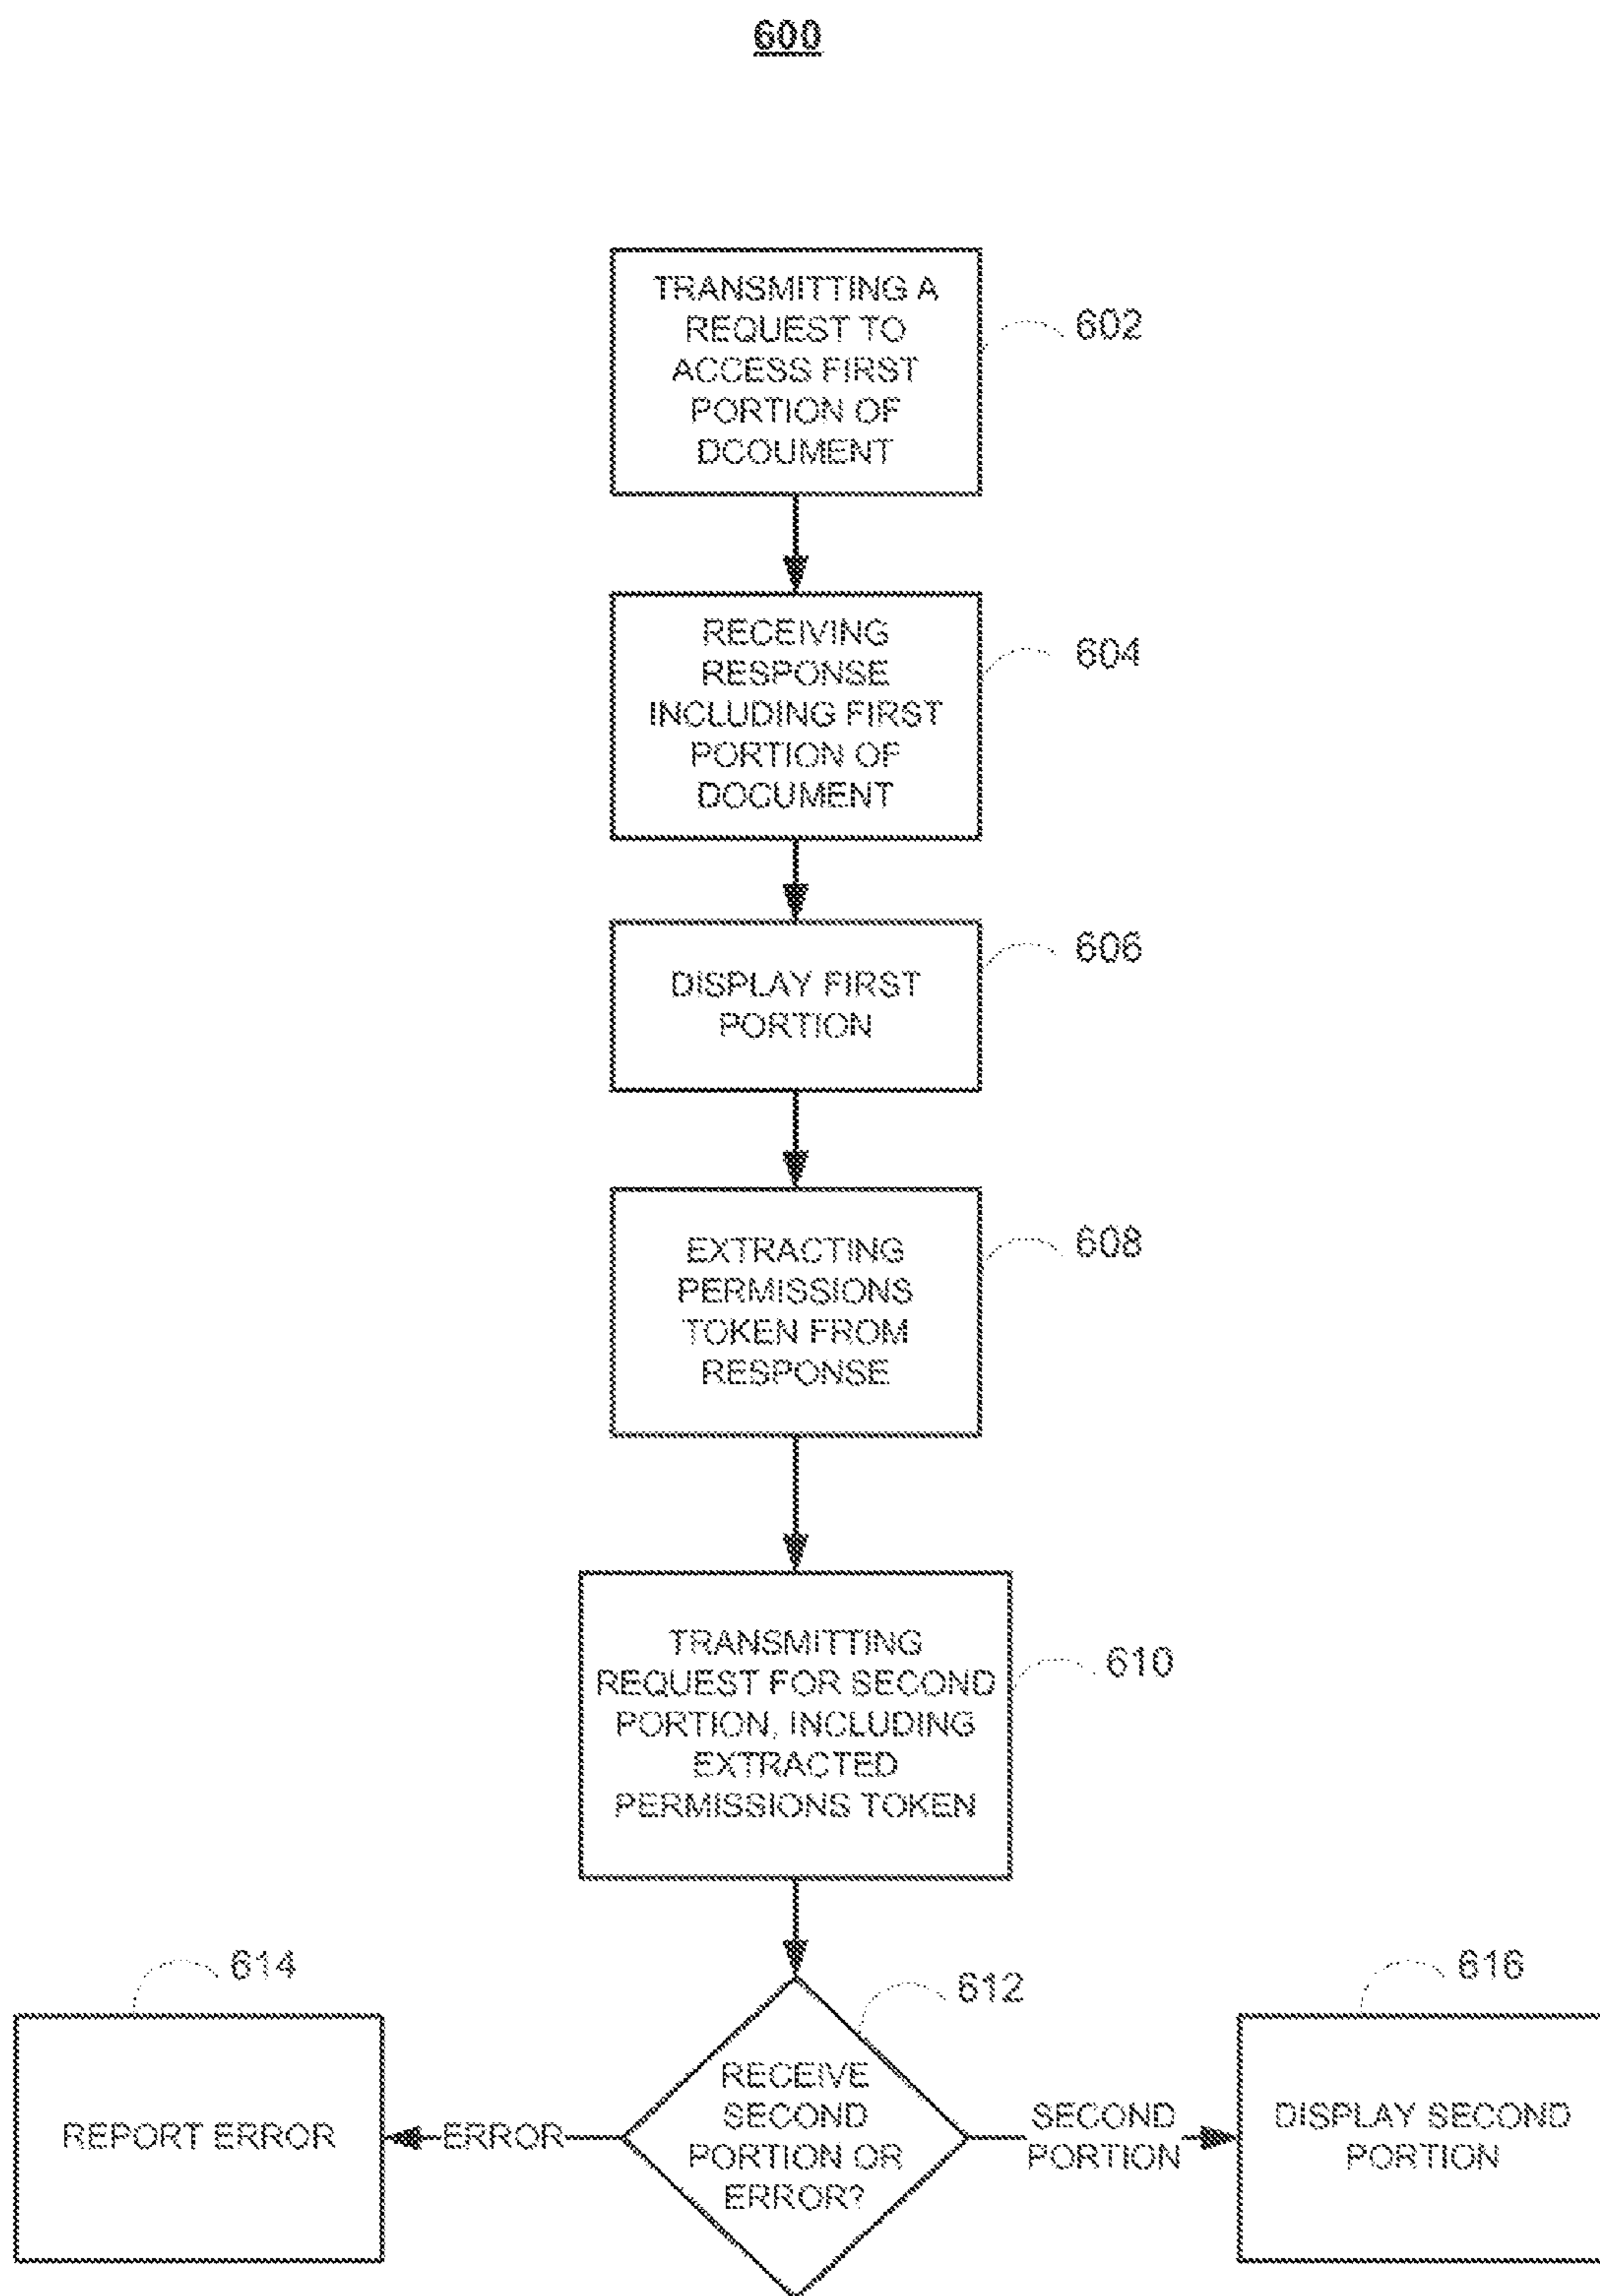 600
TRANSMITTING A
REQUEST TO
ACCESS FIRST
PORTION OF
DCOUMENT
602
RECEIVING
RESPONSE
INCLUDING FIRST
PORTION OF
DOCUMENT
604
DISPLAY FIRST
PORTION
606
EXTRACTING
PERMISSIONS
TOKEN FROM
RESPONSE
608
TRANSMITTING
REQUEST FOR SECOND
PORTION, INCLUDING
EXTRACTED
PERMISSIONS TOKEN
610
614
612
616
REPORT ERROR
ERROR
RECEIVE
SECOND
PORTION OR
ERROR?
SECOND
PORTION
DISPLAY SECOND
PORTION